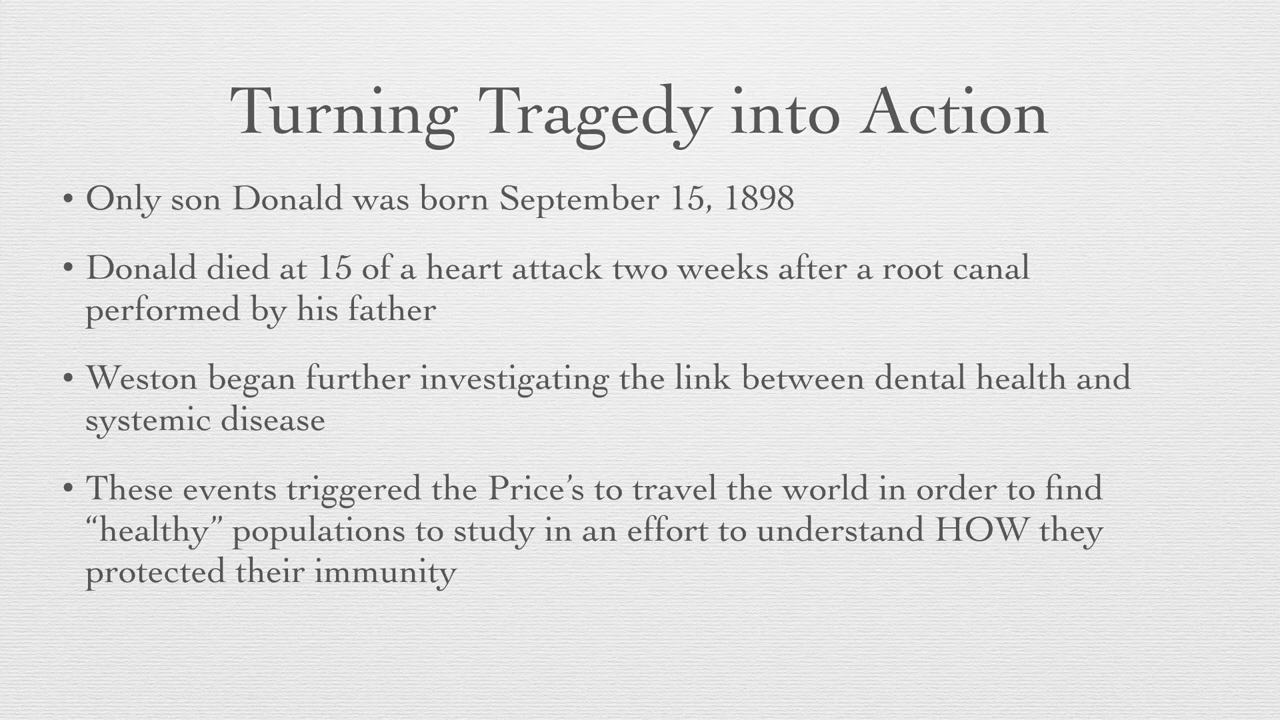 Turning Tragedy into Action
• Only son Donald was born September 15, 1898
• Donald died at 15 of a heart attack two weeks after a root canal
performed by his father
• Weston began further investigating the link between dental health and
systemic disease
• These events triggered the Price’s to travel the world in order to find
“healthy” populations to study in an effort to understand HOW they
protected their immunity